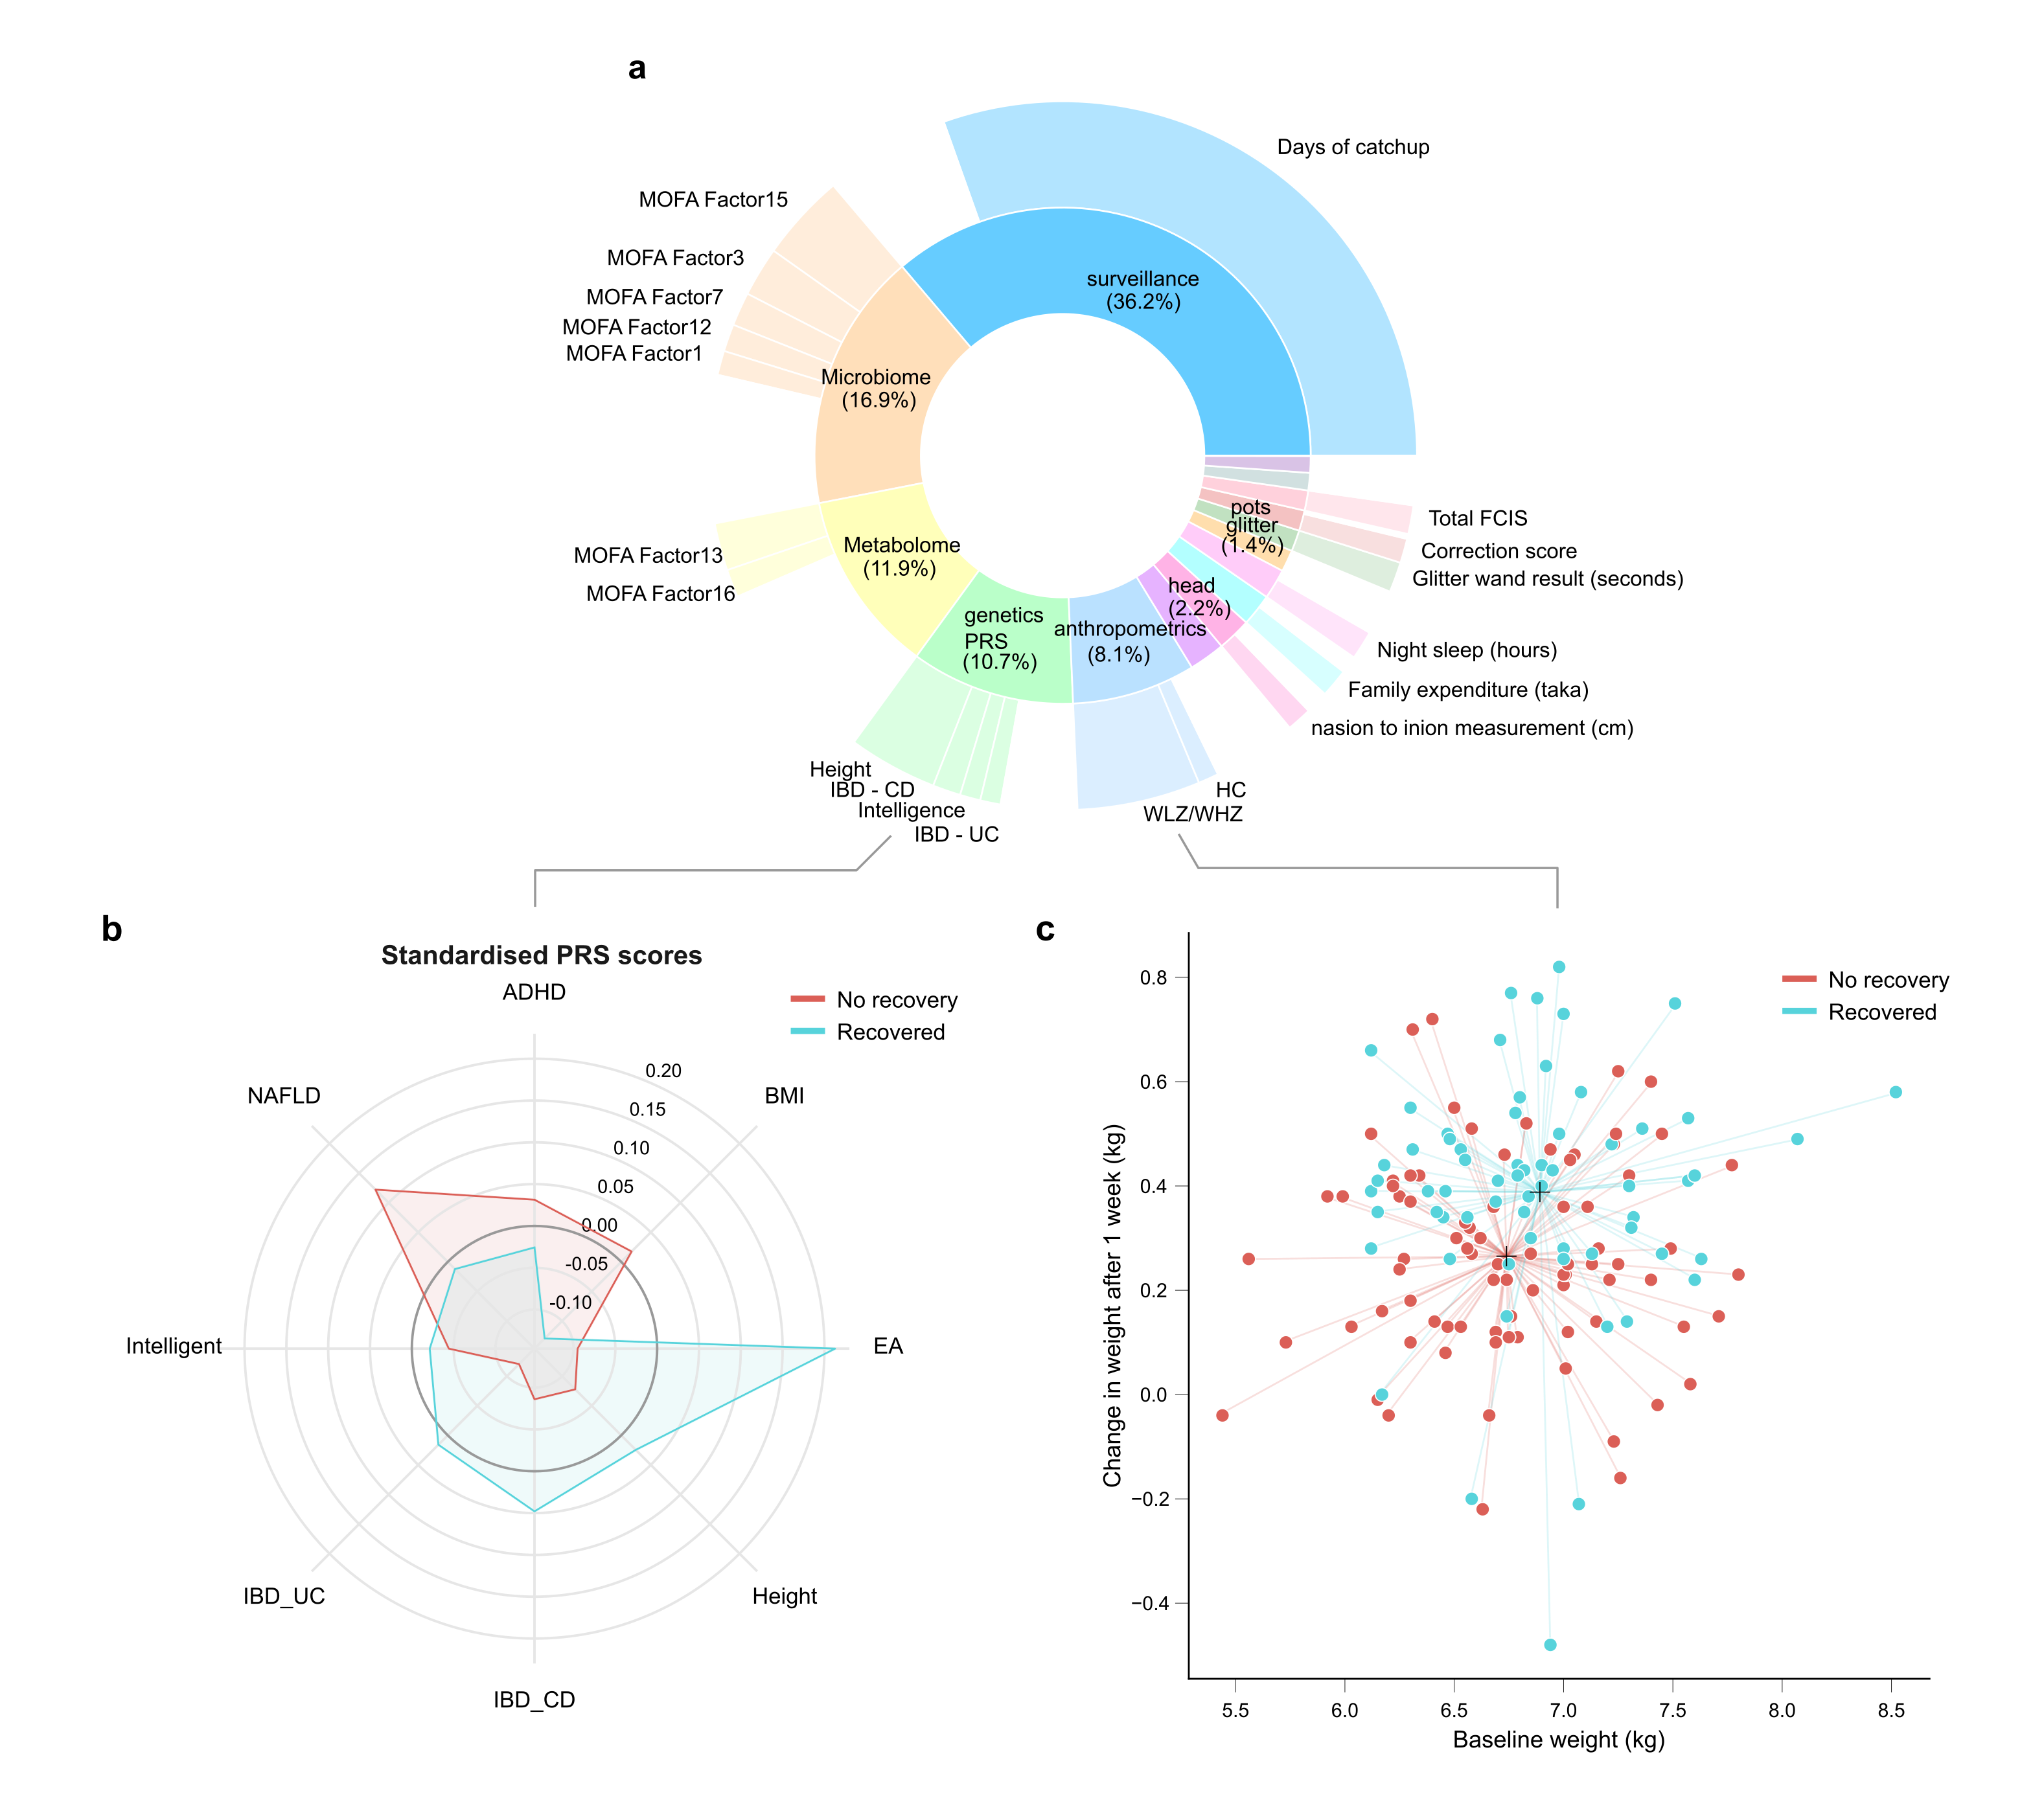 a
Days of catchup
MOFA Factor15
MOFA Factor3
MOFA Factor7
MOFA Factor12
MOFA Factor1
surveillance
(36.2%)
Microbiome
(16.9%)
Metabolome
(11.9%)
MOFA Factor13
MOFA Factor16
genetics
PRS
(10.7%)
anthropometrics
(8.1%)
head
(2.2%)
pots
glitter
(1.4%)
Total FCIS
Correction score
Glitter wand result (seconds)
Night sleep (hours)
Family expenditure (taka)
nasion to inion measurement (cm)
Height
IBD - CD
Intelligence
IBD - UC
HC
WLZ/WHZ
b
Standardised PRS scores
No recovery
Recovered
ADHD
BMI
EA
Height
IBD_CD
IBD_UC
Intelligent
NAFLD
0.20
0.15
0.10
0.05
0.00
-0.05
-0.10
c
No recovery
Recovered
Change in weight after 1 week (kg)
0.8
0.6
0.4
0.2
0.0
−0.2
−0.4
5.5 6.0 6.5 7.0 7.5 8.0 8.5
Baseline weight (kg)